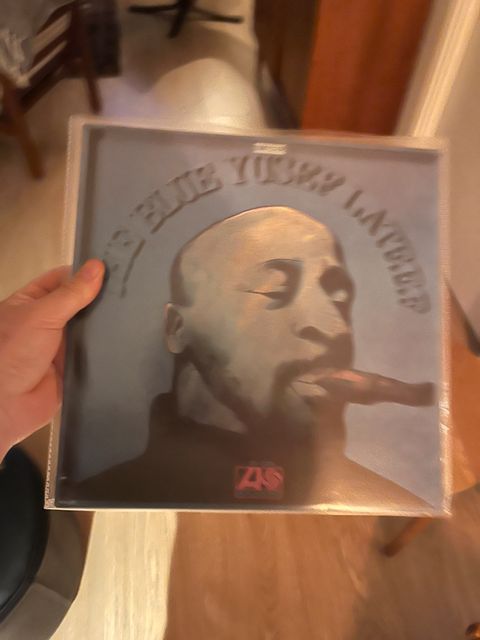 THE BLUE YUSEF LATEEF